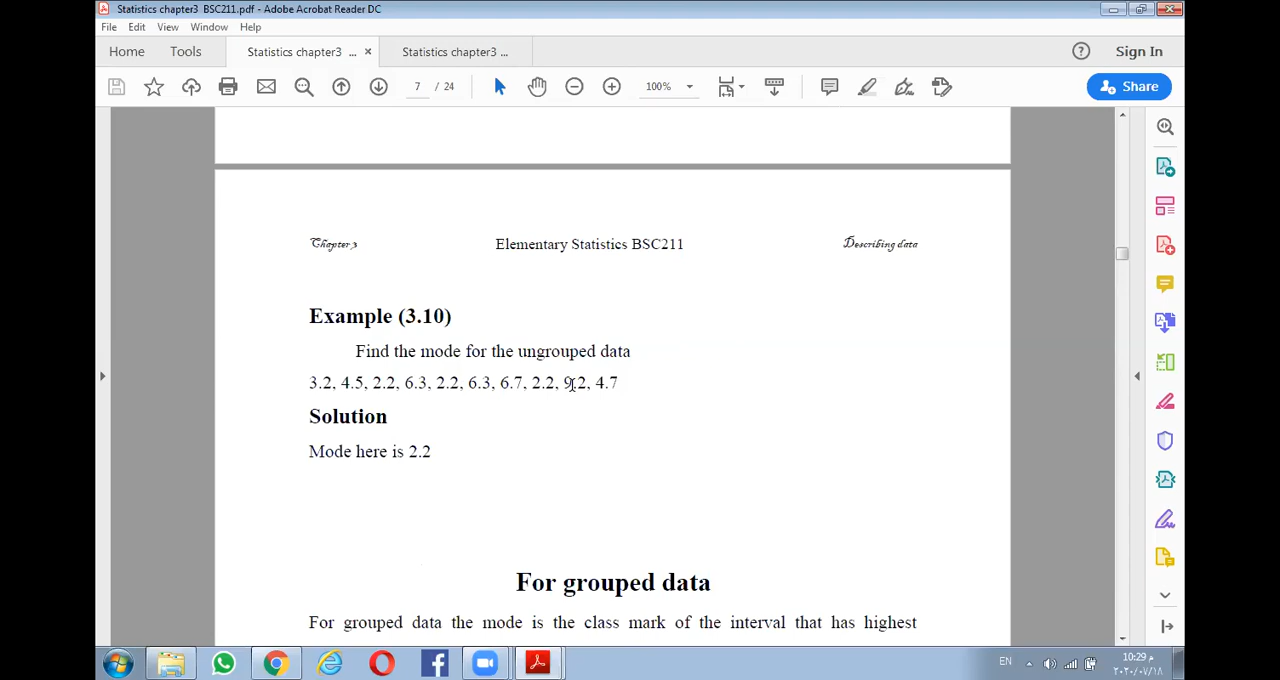 Statistics chapter3 BSC211.pdf - Adobe Acrobat Reader DC
File Edit View Window Help
Home Tools Statistics chapter3 ... × Statistics chapter3 ... Sign In
7 / 24 100% Share
Chapter 3 Elementary Statistics BSC211 Describing data
Example (3.10)
Find the mode for the ungrouped data
3.2, 4.5, 2.2, 6.3, 2.2, 6.3, 6.7, 2.2, 9.2, 4.7
Solution
Mode here is 2.2
For grouped data
For grouped data the mode is the class mark of the interval that has highest
EN م 10:29
٢٠٢٠/٠٧/١٨